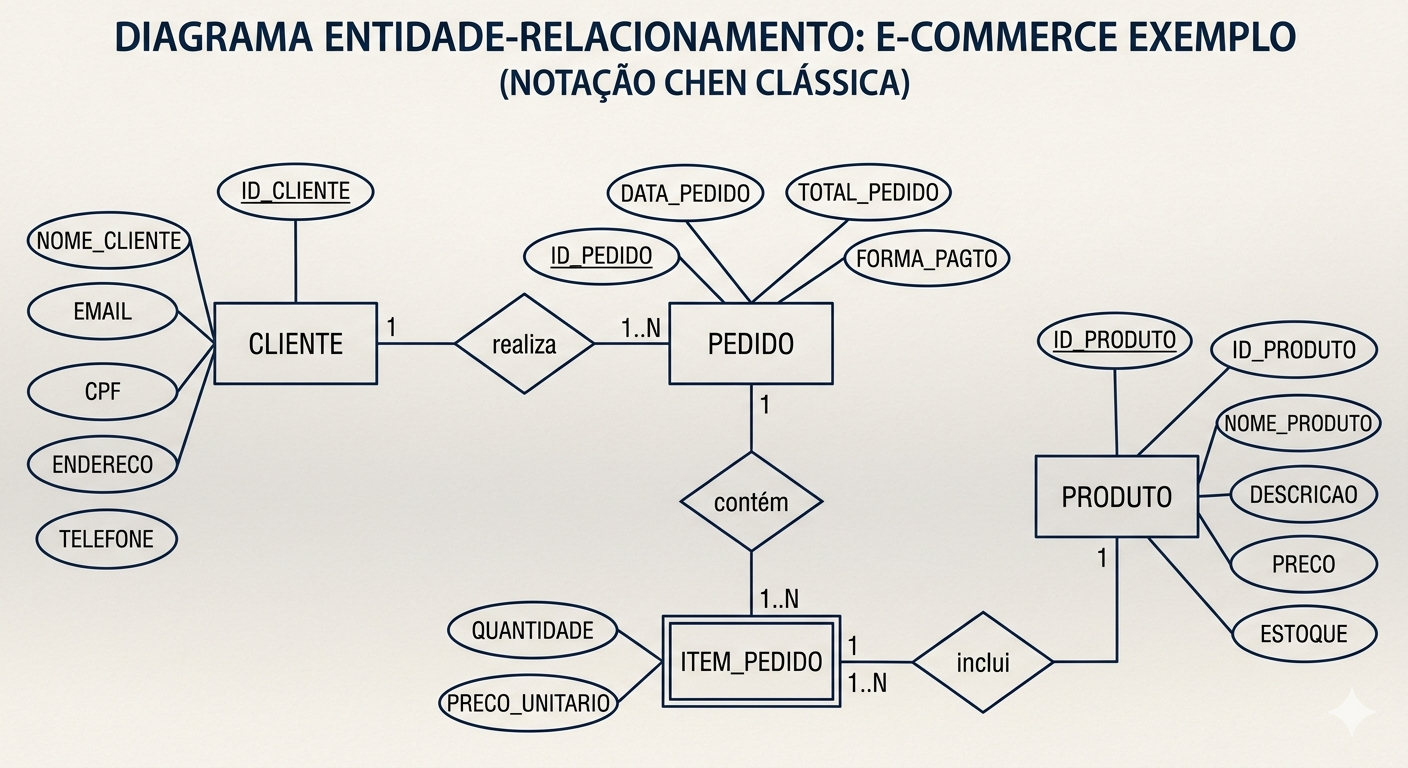 DIAGRAMA ENTIDADE-RELACIONAMENTO: E-COMMERCE EXEMPLO
(NOTAÇÃO CHEN CLÁSSICA)
ID_CLIENTE
NOME_CLIENTE
EMAIL
CPF
ENDERECO
TELEFONE
CLIENTE
1
realiza
1..N
DATA_PEDIDO
TOTAL_PEDIDO
ID_PEDIDO
FORMA_PAGTO
PEDIDO
1
contém
1..N
QUANTIDADE
PRECO_UNITARIO
ITEM_PEDIDO
1
1..N
inclui
1
ID_PRODUTO
ID_PRODUTO
NOME_PRODUTO
PRODUTO
DESCRICAO
PRECO
ESTOQUE